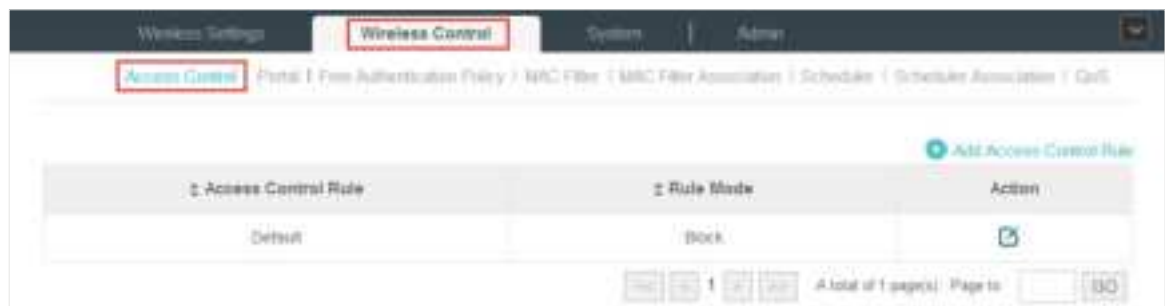 Wireless Settings Wireless Control System | Admin
Access Control Portal | Free Authentication Policy | MAC Filter | MAC Filter Association | Scheduler | Scheduler Association | QoS
Add Access Control Rule
Access Control Rule Rule Mode Action
Default Block
1 A total of 1 page(s) Page to GO